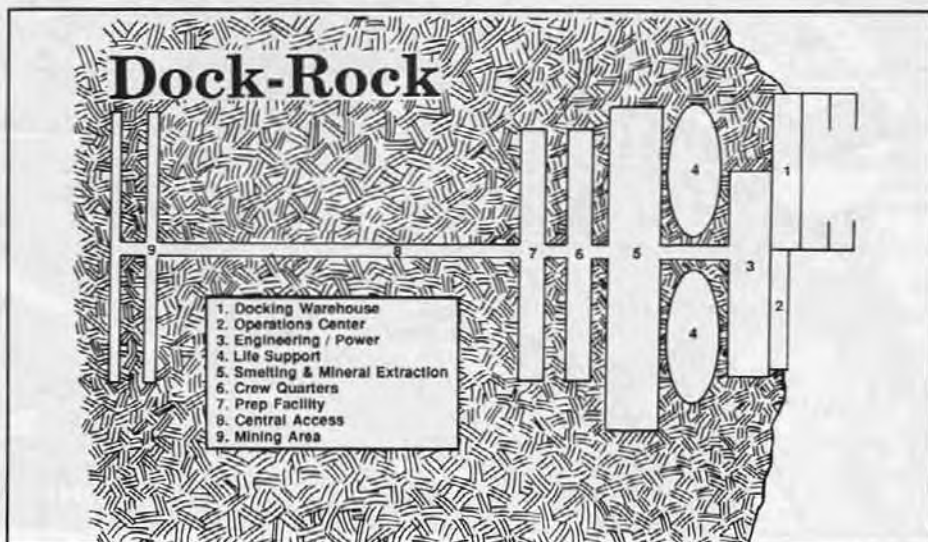 Dock-Rock
1
4
9
8
7
6
5
3
2
4
1. Docking Warehouse
2. Operations Center
3. Engineering / Power
4. Life Support
5. Smelting & Mineral Extraction
6. Crew Quarters
7. Prep Facility
8. Central Access
9. Mining Area